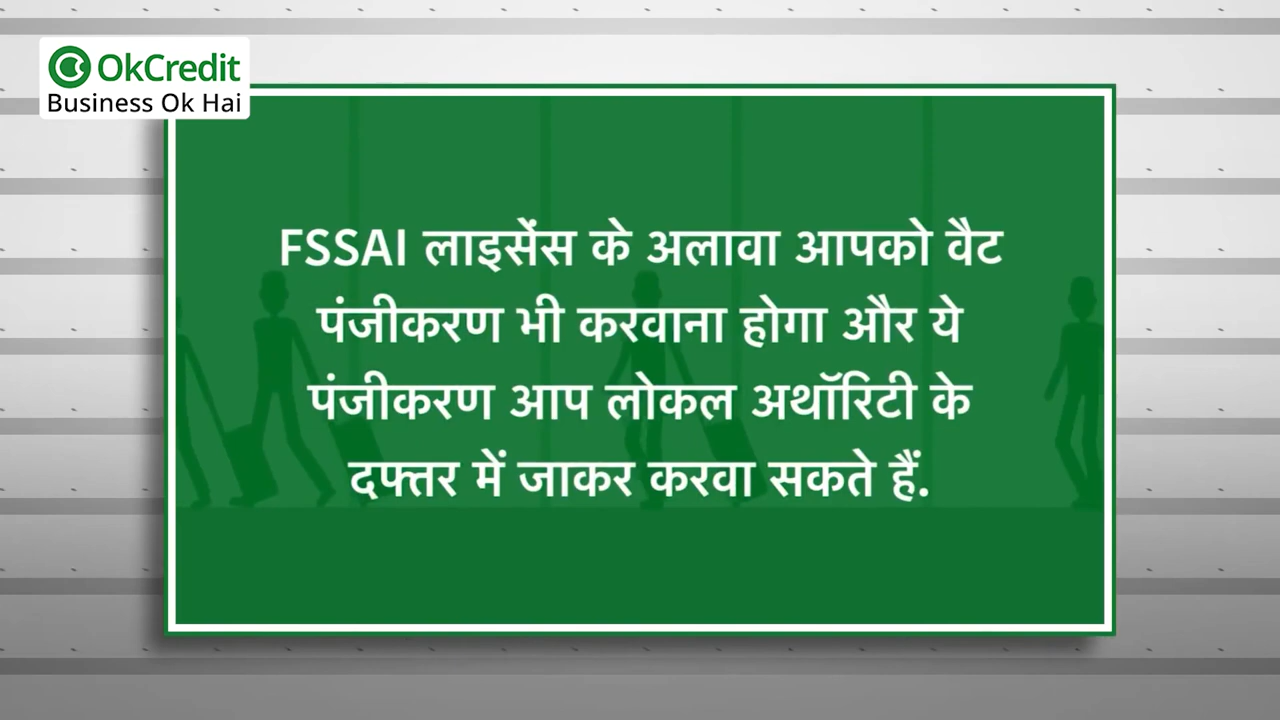 OkCredit
Business Ok Hai
FSSAI लाइसेंस के अलावा आपको वैट
पंजीकरण भी करवाना होगा और ये
पंजीकरण आप लोकल अथॉरिटी के
दफ्तर में जाकर करवा सकते हैं.